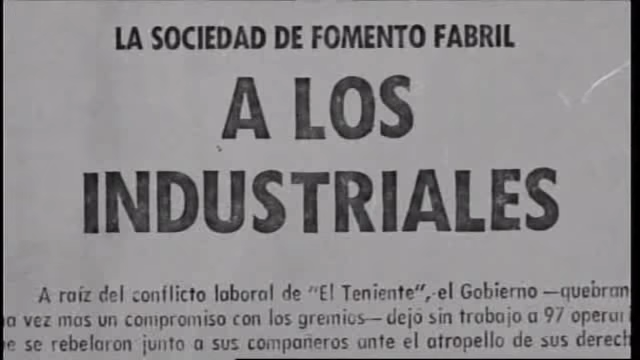 LA SOCIEDAD DE FOMENTO FABRIL
A LOS
INDUSTRIALES
A raíz del conflicto laboral de "El Teniente", el Gobierno —quebran
a vez mas un compromiso con los gremios— dejó sin trabajo a 97 operari
e se rebelaron junto a sus compañeros ante el atropello de sus derech